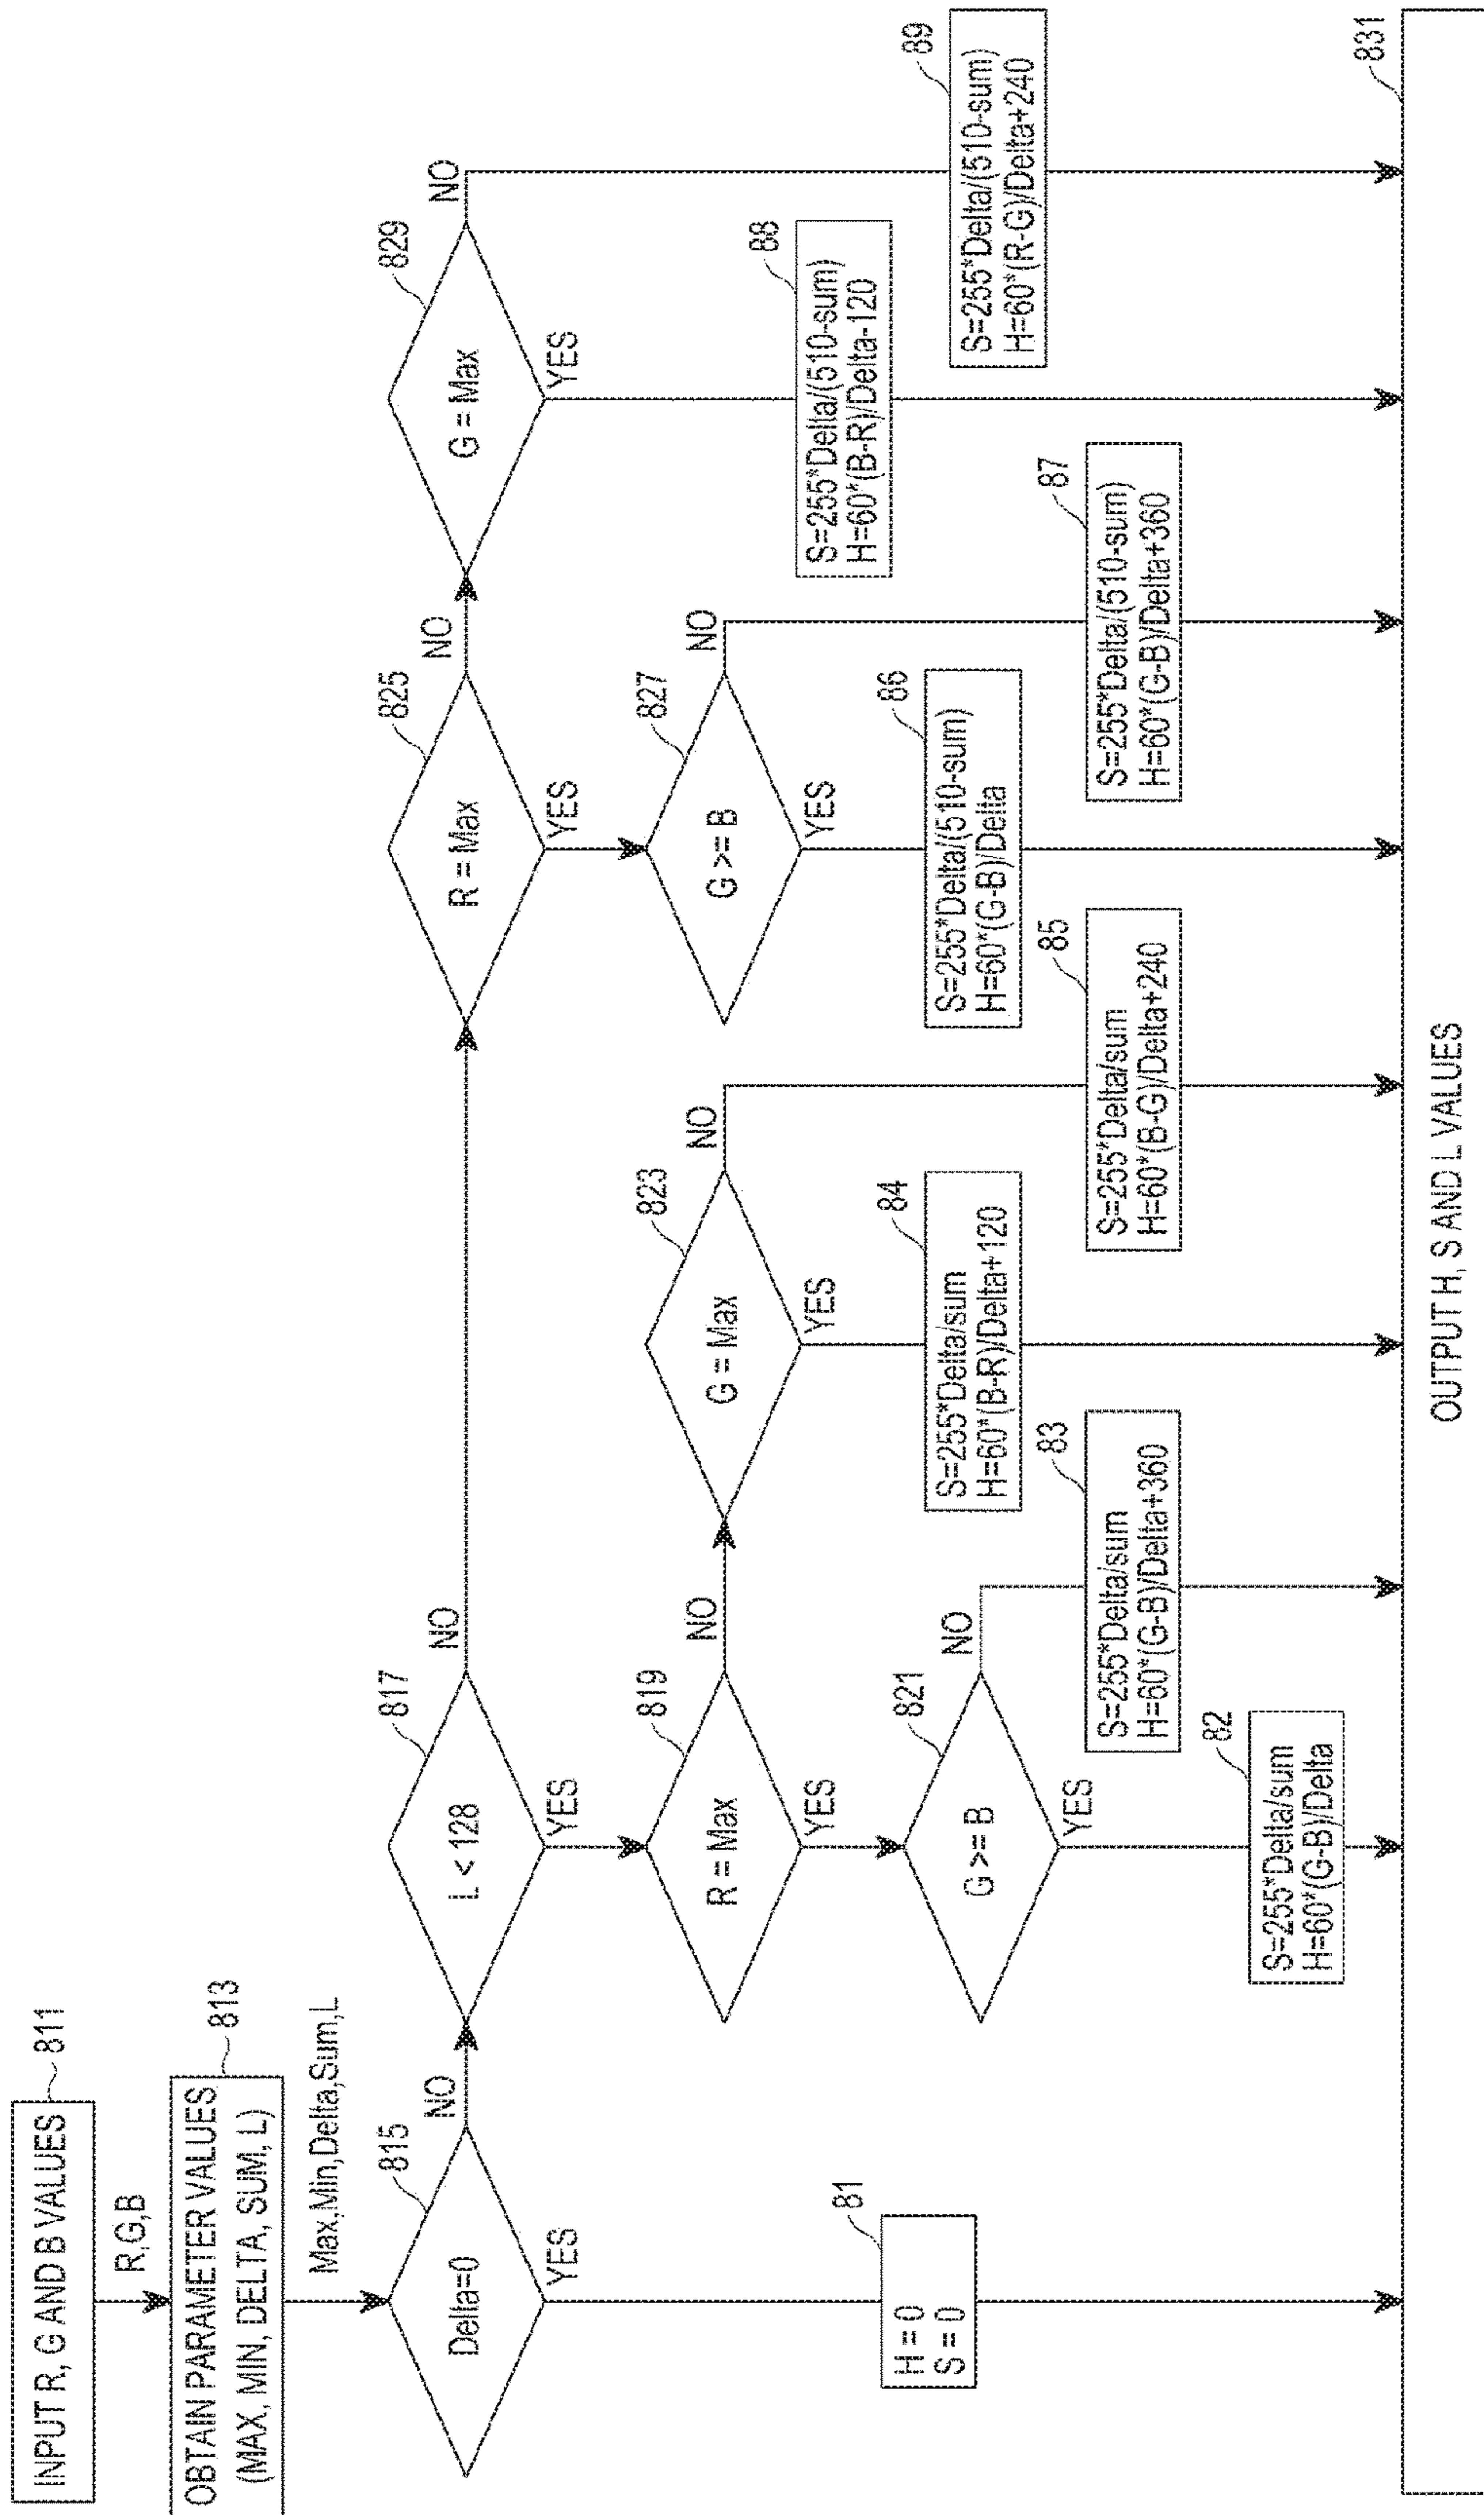 INPUT R, G AND B VALUES
811
R,G,B
OBTAIN PARAMETER VALUES
(MAX, MIN, DELTA, SUM, L)
813
Max,Min,Delta,Sum,L
Delta=0
815
NO
YES
H = 0
S = 0
81
L < 128
817
NO
YES
R = Max
819
NO
YES
G >= B
821
NO
YES
S=255*Delta/sum
H=60*(G-B)/Delta
82
S=255*Delta/sum
H=60*(G-B)/Delta+360
83
G = Max
823
NO
YES
S=255*Delta/sum
H=60*(B-R)/Delta+120
84
S=255*Delta/sum
H=60*(B-G)/Delta+240
85
R = Max
825
NO
YES
G >= B
827
NO
YES
S=255*Delta/(510-sum)
H=60*(G-B)/Delta
86
S=255*Delta/(510-sum)
H=60*(G-B)/Delta+360
87
G = Max
829
NO
YES
S=255*Delta/(510-sum)
H=60*(B-R)/Delta-120
88
S=255*Delta/(510-sum)
H=60*(R-G)/Delta+240
89
OUTPUT H, S AND L VALUES
831